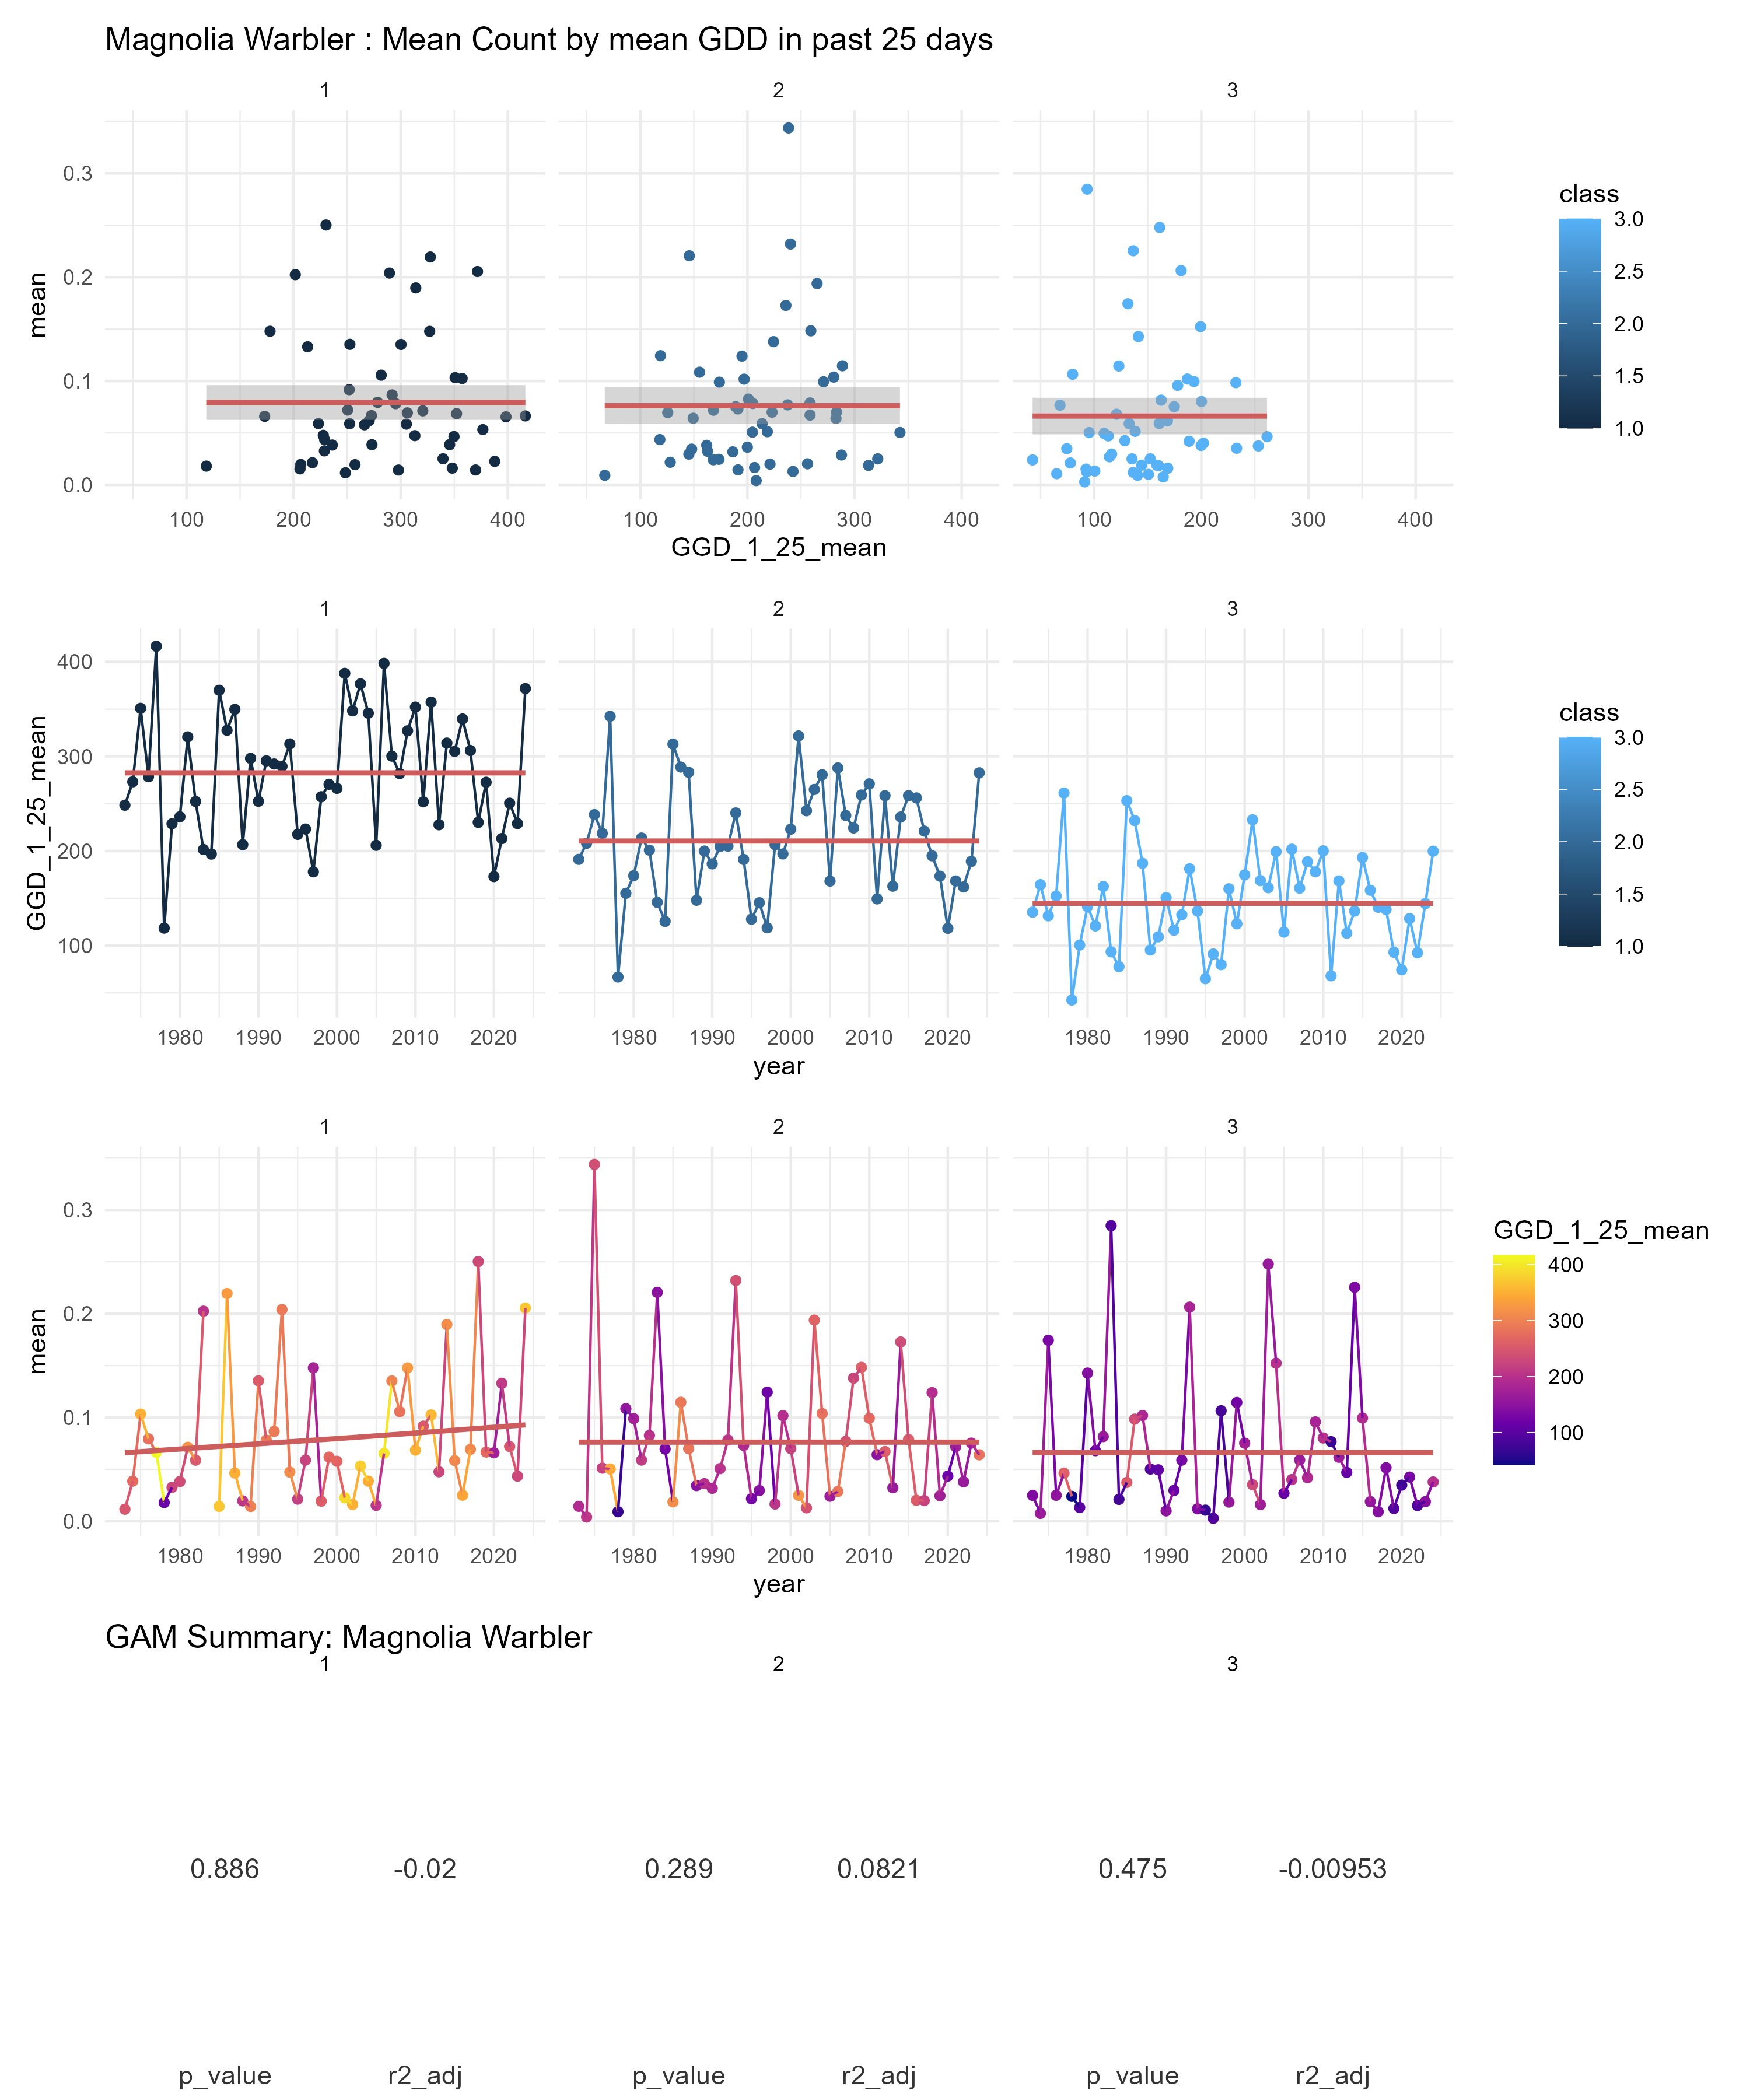 Magnolia Warbler : Mean Count by mean GDD in past 25 days
1 2 3
mean
0.3
0.2
0.1
0.0
100 200 300 400 100 200 300 400 100 200 300 400
GGD_1_25_mean
class
3.0
2.5
2.0
1.5
1.0
1 2 3
GGD_1_25_mean
400
300
200
100
1980 1990 2000 2010 2020 1980 1990 2000 2010 2020 1980 1990 2000 2010 2020
year
class
3.0
2.5
2.0
1.5
1.0
1 2 3
mean
0.3
0.2
0.1
0.0
1980 1990 2000 2010 2020 1980 1990 2000 2010 2020 1980 1990 2000 2010 2020
year
GGD_1_25_mean
400
300
200
100
GAM Summary: Magnolia Warbler
1 2 3
0.886 -0.02 0.289 0.0821 0.475 -0.00953
p_value r2_adj p_value r2_adj p_value r2_adj